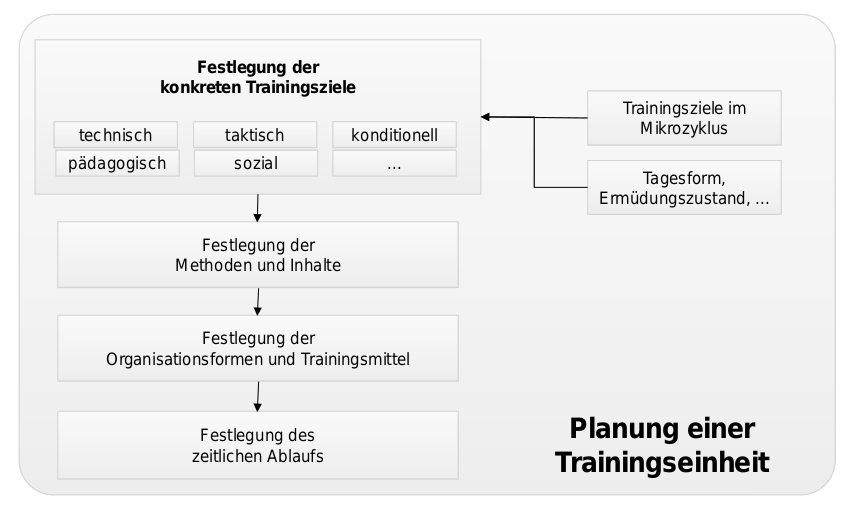 Festlegung der
konkreten Trainingsziele
technisch
taktisch
konditionell
pädagogisch
sozial
...
Trainingsziele im
Mikrozyklus
Tagesform,
Ermüdungszustand, ...
Festlegung der
Methoden und Inhalte
Festlegung der
Organisationsformen und Trainingsmittel
Festlegung des
zeitlichen Ablaufs
Planung einer
Trainingseinheit